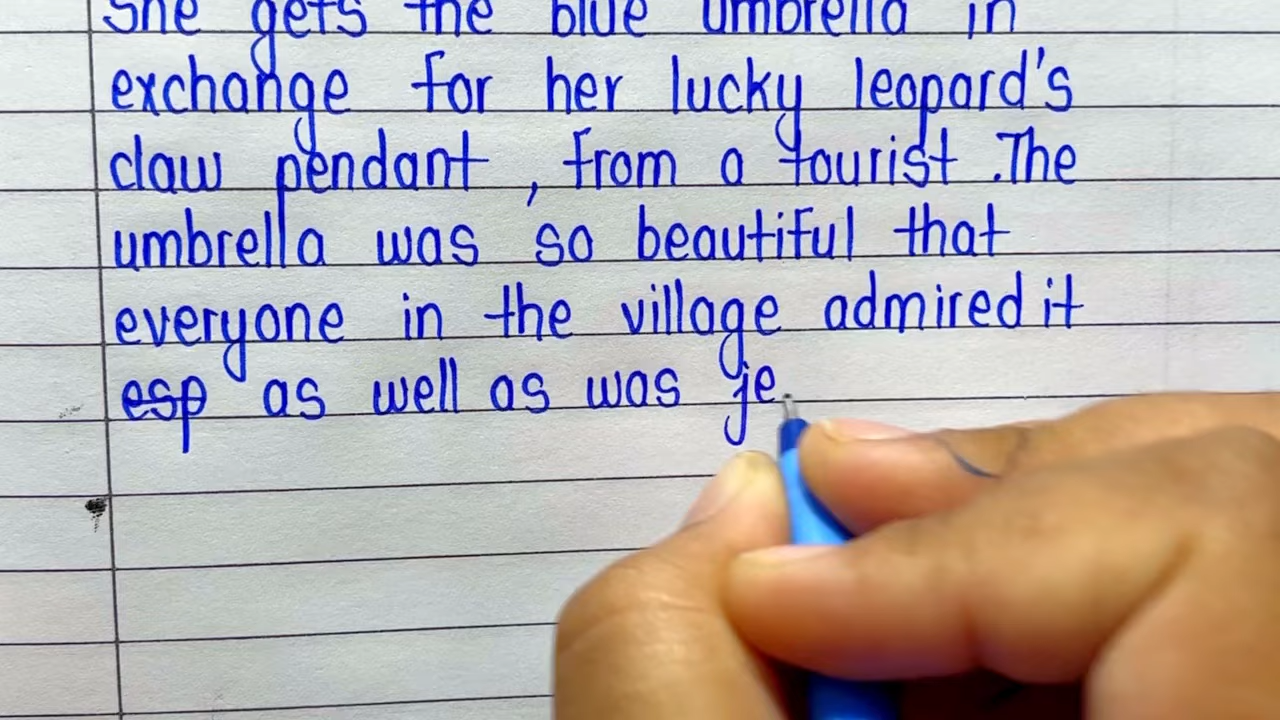 She gets the blue umbrella in
exchange for her lucky leopard's
claw pendant , from a tourist .The
umbrella was so beautiful that
everyone in the village admired it
esp as well as was je